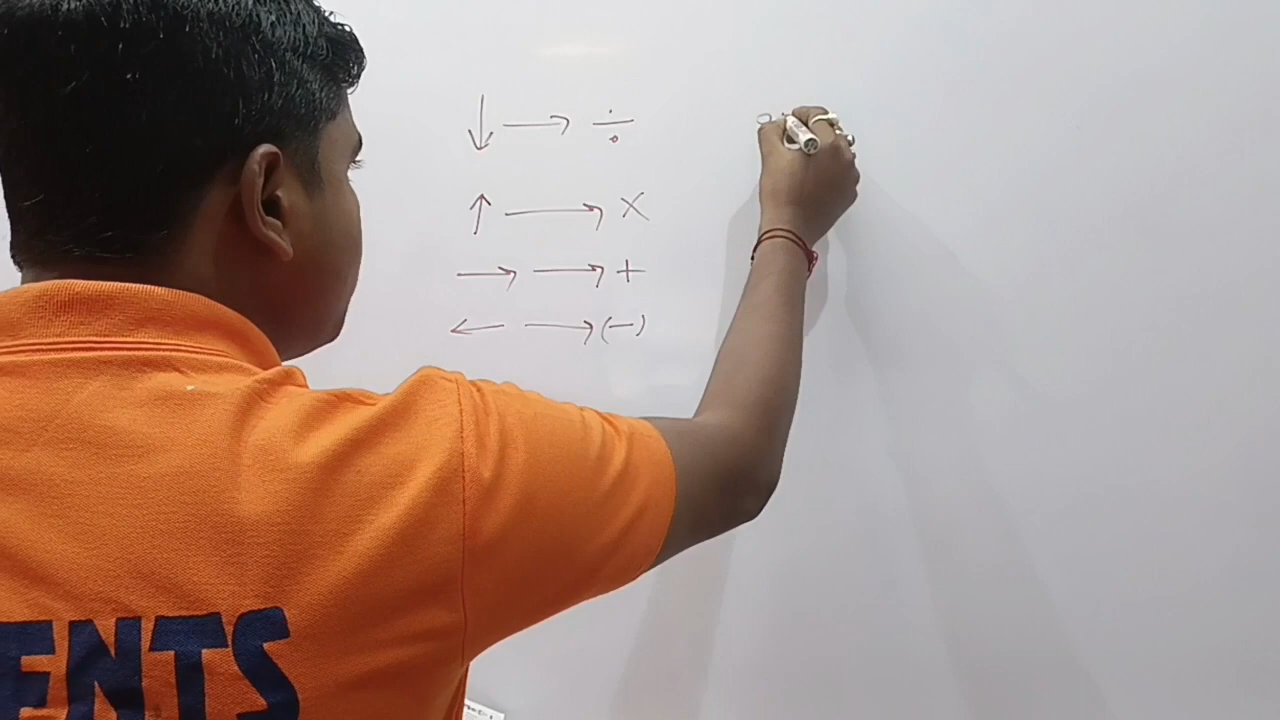 ↓ → ÷
↑ → ×
→ → +
← → (−)
ENTS